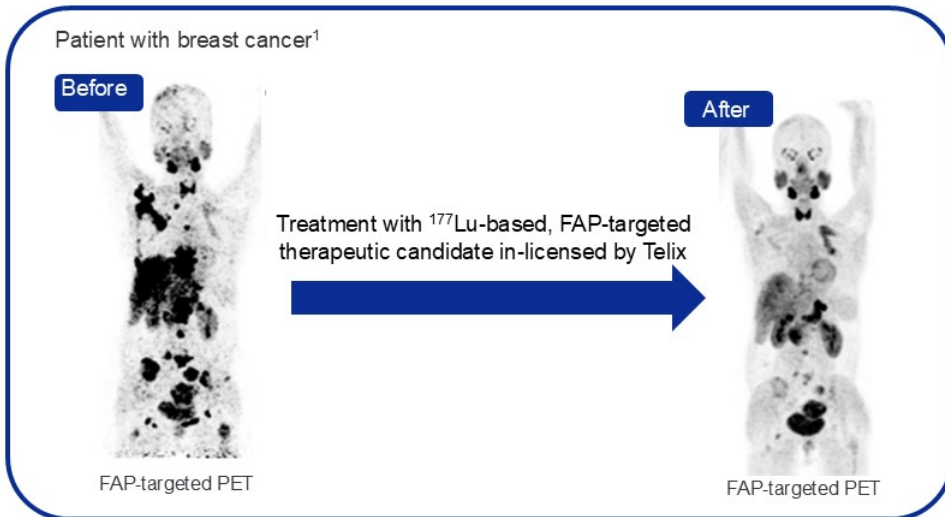 Patient with breast cancer¹
Before
After
Treatment with ¹⁷⁷Lu-based, FAP-targeted
therapeutic candidate in-licensed by Telix
FAP-targeted PET
FAP-targeted PET